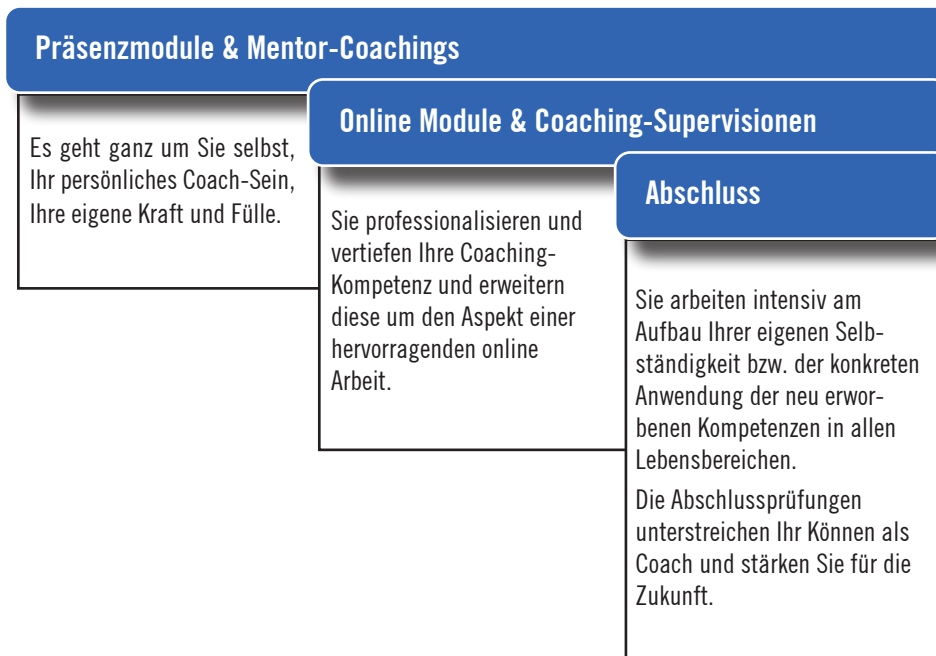 Präsenzmodule & Mentor-Coachings
Es geht ganz um Sie selbst,
Ihr persönliches Coach-Sein,
Ihre eigene Kraft und Fülle.
Online Module & Coaching-Supervisionen
Sie professionalisieren und
vertiefen Ihre Coaching-
Kompetenz und erweitern
diese um den Aspekt einer
hervorragenden online
Arbeit.
Abschluss
Sie arbeiten intensiv am
Aufbau Ihrer eigenen Selb-
ständigkeit bzw. der konkreten
Anwendung der neu erwor-
benen Kompetenzen in allen
Lebensbereichen.
Die Abschlussprüfungen
unterstreichen Ihr Können als
Coach und stärken Sie für die
Zukunft.